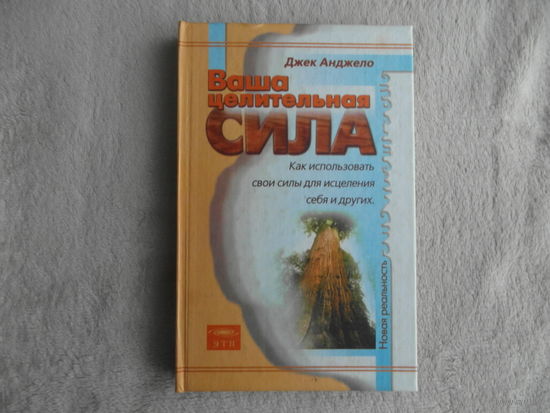 Джек Анджело
Ваша
целительная
СИЛА
Как использовать
свои силы для исцеления
себя и других.
Новая реальность
ЭТП